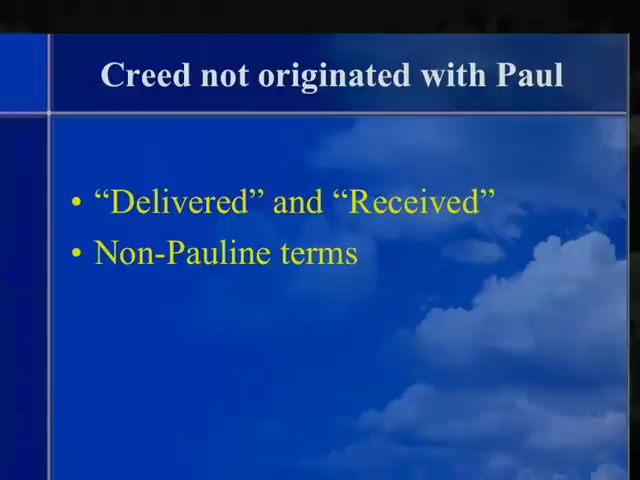 Creed not originated with Paul
• “Delivered” and “Received”
• Non-Pauline terms